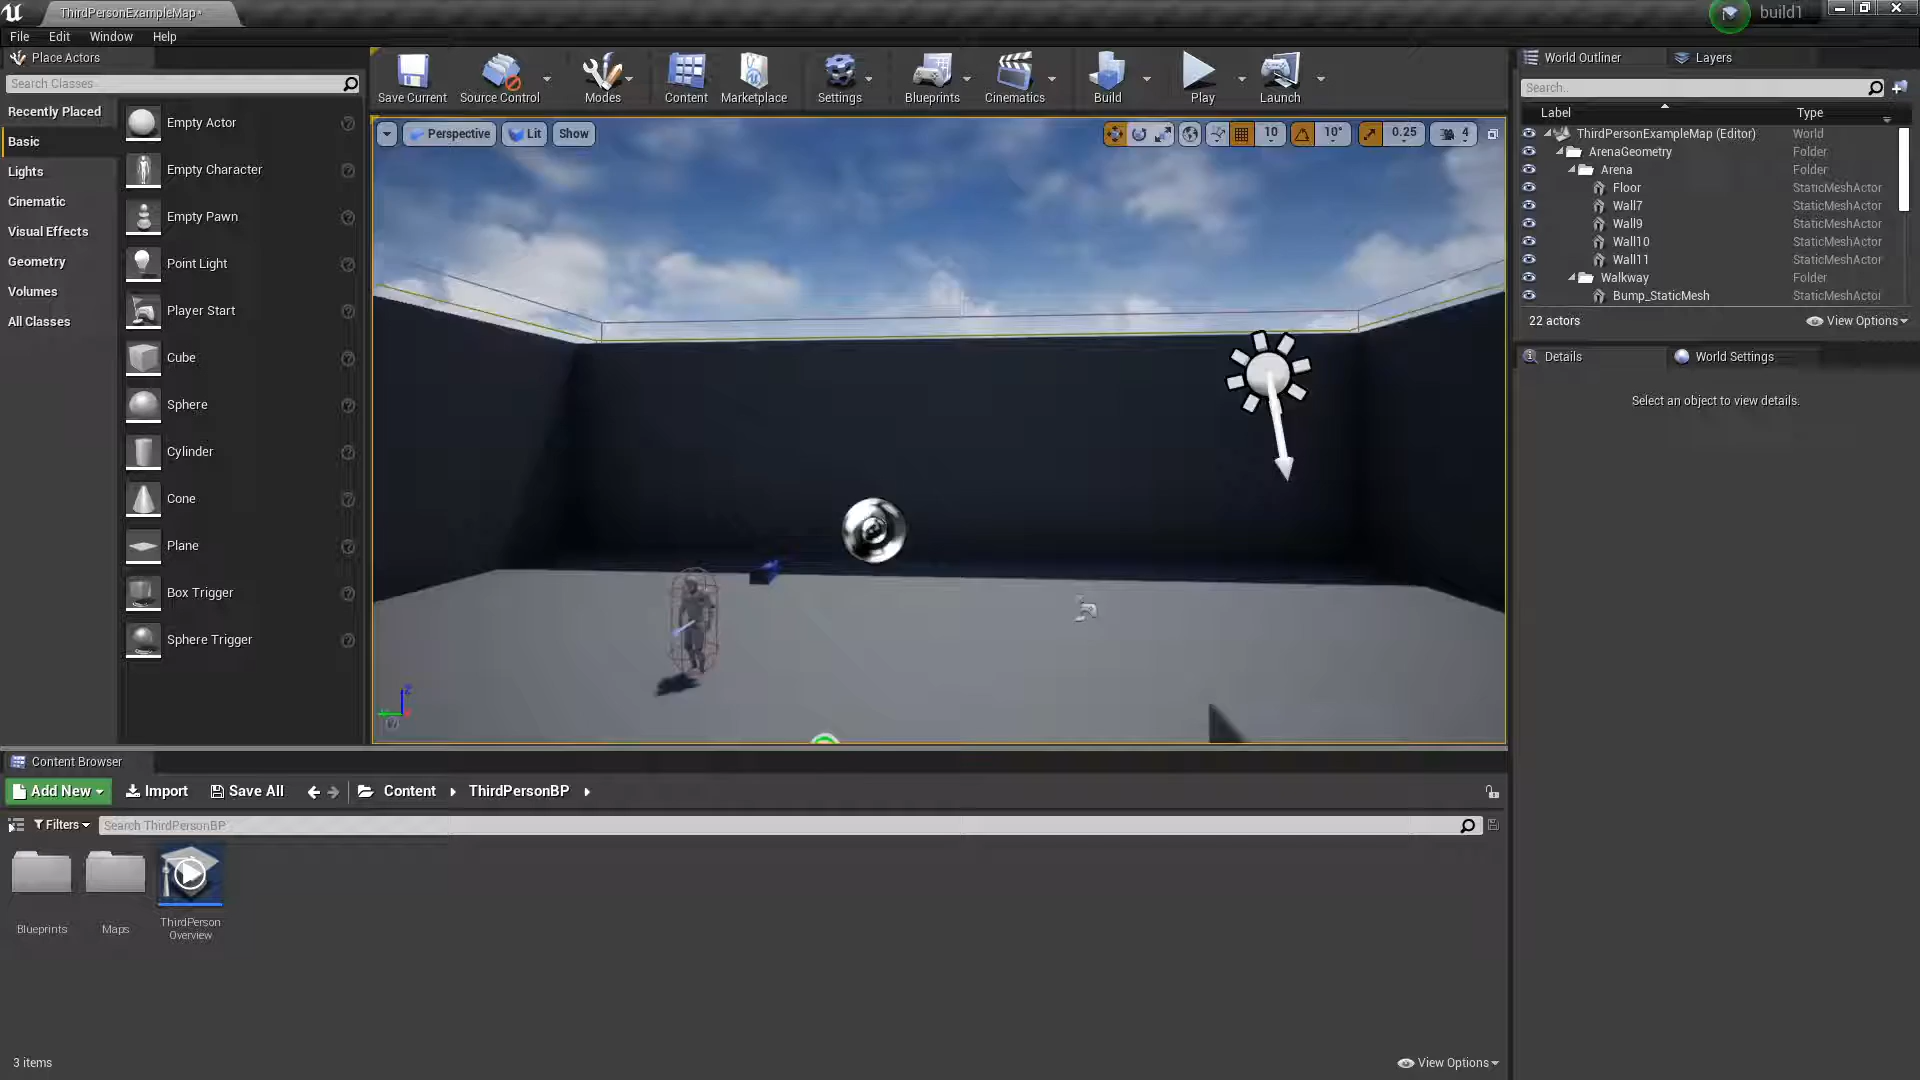 ThirdPersonExampleMap*
build1
File Edit Window Help
Place Actors
Search Classes
Recently Placed
Basic
Lights
Cinematic
Visual Effects
Geometry
Volumes
All Classes
Empty Actor
Empty Character
Empty Pawn
Point Light
Player Start
Cube
Sphere
Cylinder
Cone
Plane
Box Trigger
Sphere Trigger
Save Current
Source Control
Modes
Content
Marketplace
Settings
Blueprints
Cinematics
Build
Play
Launch
Perspective
Lit
Show
10
10°
0.25
4
World Outliner
Layers
Search..
Label Type
ThirdPersonExampleMap (Editor) World
ArenaGeometry Folder
Arena Folder
Floor StaticMeshActor
Wall7 StaticMeshActor
Wall9 StaticMeshActor
Wall10 StaticMeshActor
Wall11 StaticMeshActor
Walkway Folder
Bump_StaticMesh StaticMeshActor
22 actors
View Options
Details
World Settings
Select an object to view details.
Content Browser
Add New
Import
Save All
Content
ThirdPersonBP
Filters
Search ThirdPersonBP
Blueprints
Maps
ThirdPerson
Overview
3 items
View Options